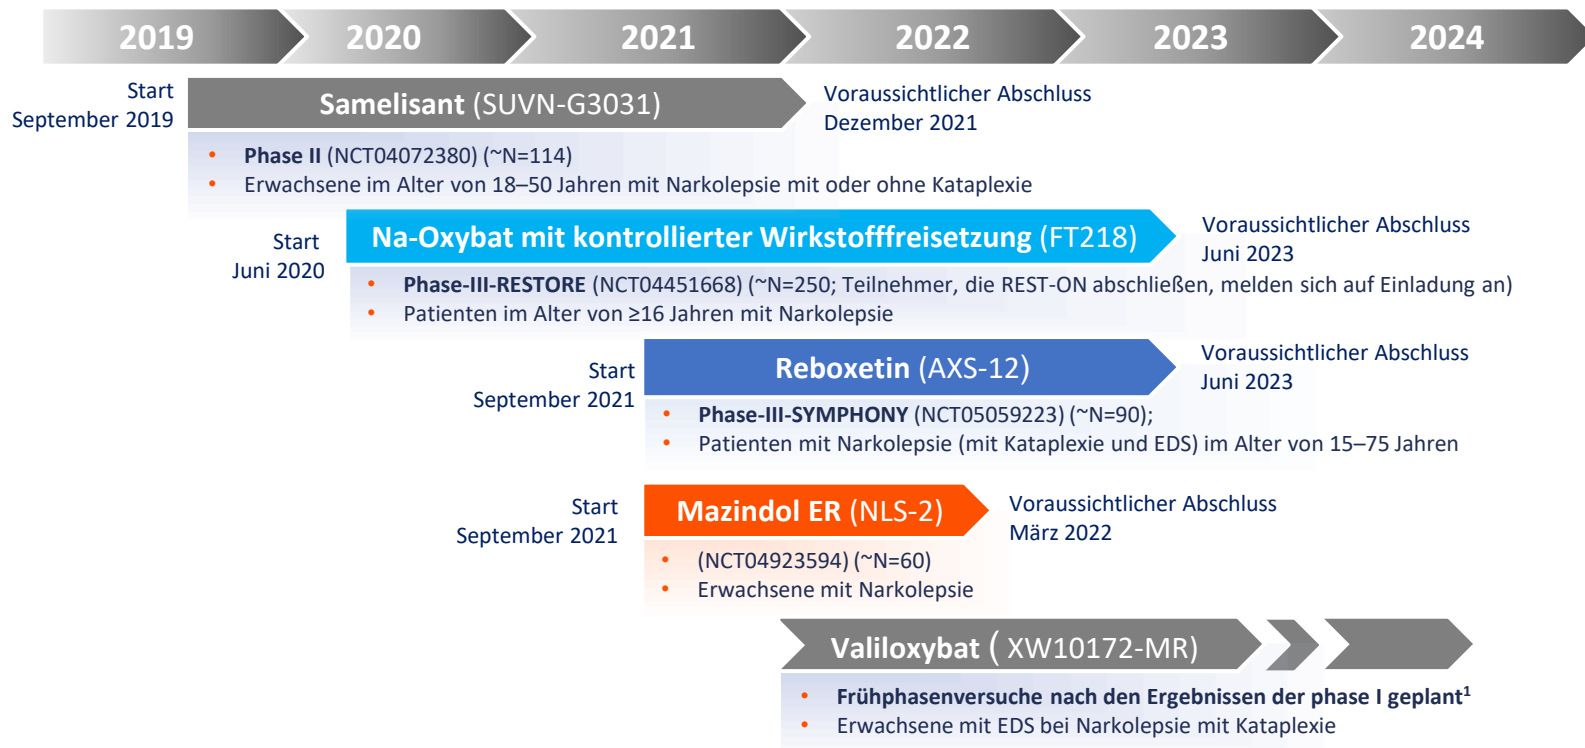 2019 2020 2021 2022 2023 2024
Start
September 2019
Samelisant (SUVN-G3031)
Voraussichtlicher Abschluss
Dezember 2021
• Phase II (NCT04072380) (~N=114)
• Erwachsene im Alter von 18–50 Jahren mit Narkolepsie mit oder ohne Kataplexie
Start
Juni 2020
Na-Oxybat mit kontrollierter Wirkstofffreisetzung (FT218)
Voraussichtlicher Abschluss
Juni 2023
• Phase-III-RESTORE (NCT04451668) (~N=250; Teilnehmer, die REST-ON abschließen, melden sich auf Einladung an)
• Patienten im Alter von ≥16 Jahren mit Narkolepsie
Start
September 2021
Reboxetin (AXS-12)
Voraussichtlicher Abschluss
Juni 2023
• Phase-III-SYMPHONY (NCT05059223) (~N=90);
• Patienten mit Narkolepsie (mit Kataplexie und EDS) im Alter von 15–75 Jahren
Start
September 2021
Mazindol ER (NLS-2)
Voraussichtlicher Abschluss
März 2022
• (NCT04923594) (~N=60)
• Erwachsene mit Narkolepsie
Valiloxybat ( XW10172-MR)
• Frühphasenversuche nach den Ergebnissen der phase I geplant¹
• Erwachsene mit EDS bei Narkolepsie mit Kataplexie